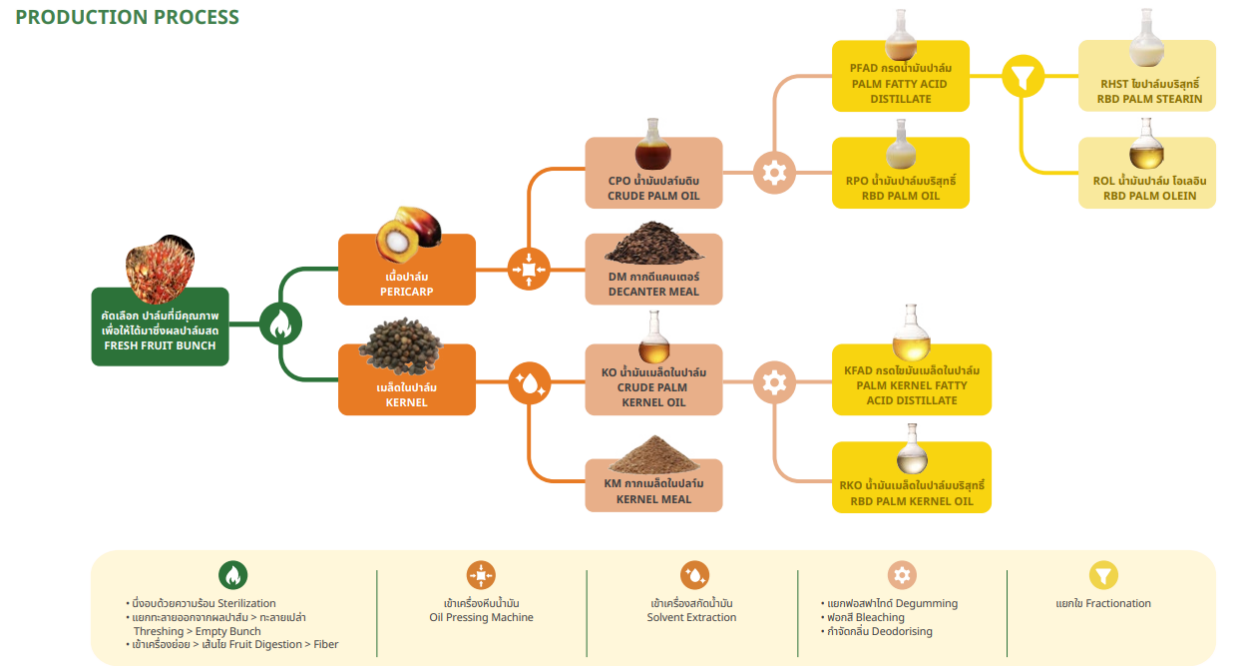 PRODUCTION PROCESS
PFAD กรดน้ำมันปาล์ม
PALM FATTY ACID
DISTILLATE
RHST ไขปาล์มบริสุทธิ์
RBD PALM STEARIN
CPO น้ำมันปลาร์มดิบ
CRUDE PALM OIL
RPO น้ำมันปาล์มบริสุทธิ์
RBD PALM OIL
ROL น้ำมันปาล์ม โอเลอิน
RBD PALM OLEIN
เนื้อปาล์ม
PERICARP
DM กากดีแคนเตอร์
DECANTER MEAL
คัดเลือก ปาล์มที่มีคุณภาพ
เพื่อให้ได้มาซึ่งผลปาล์มสด
FRESH FRUIT BUNCH
เมล็ดในปาล์ม
KERNEL
KO น้ำมันเมล็ดในปาล์ม
CRUDE PALM
KERNEL OIL
KFAD กรดไขมันเมล็ดในปาล์ม
PALM KERNEL FATTY
ACID DISTILLATE
KM กากเมล็ดในปลาร์ม
KERNEL MEAL
RKO น้ำมันเมล็ดในปาล์มบริสุทธิ์
RBD PALM KERNEL OIL
• นึ่งอบด้วยความร้อน Sterilization
• แยกทะลายออกจากผลปาล์ม > ทะลายเปล่า
Threshing > Empty Bunch
• เข้าเครื่องย่อย > เส้นใย Fruit Digestion > Fiber
เข้าเครื่องหีบน้ำมัน
Oil Pressing Machine
เข้าเครื่องสกัดน้ำมัน
Solvent Extraction
• แยกฟอสฟาไทด์ Degumming
• ฟอกสี Bleaching
• กำจัดกลิ่น Deodorising
แยกไข Fractionation